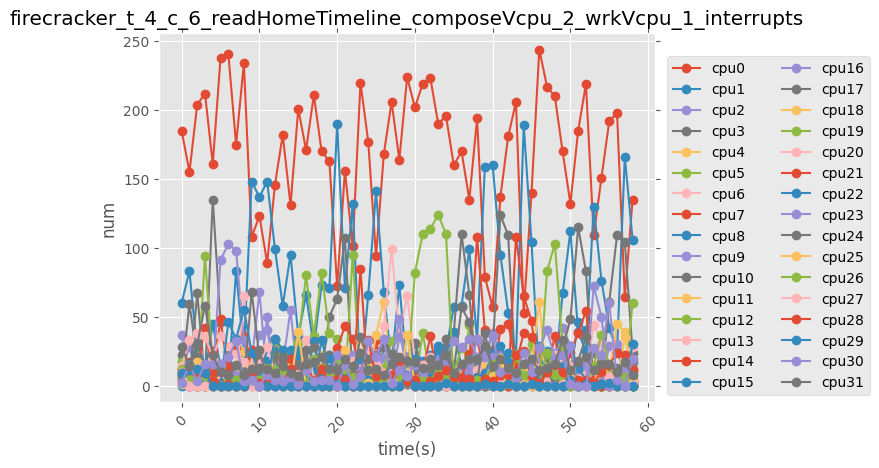 firecracker_t_4_c_6_readHomeTimeline_composeVcpu_2_wrkVcpu_1_interrupts
250
200
150
100
50
0
num
0 10 20 30 40 50 60
time(s)
cpu0 cpu16
cpu1 cpu17
cpu2 cpu18
cpu3 cpu19
cpu4 cpu20
cpu5 cpu21
cpu6 cpu22
cpu7 cpu23
cpu8 cpu24
cpu9 cpu25
cpu10 cpu26
cpu11 cpu27
cpu12 cpu28
cpu13 cpu29
cpu14 cpu30
cpu15 cpu31